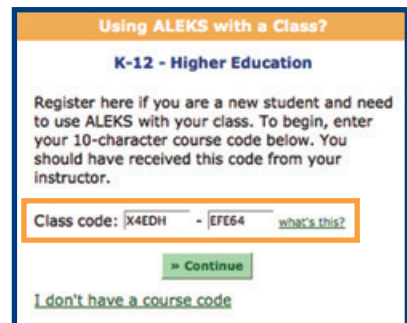 Using ALEKS with a Class?
K-12 - Higher Education
Register here if you are a new student and need
to use ALEKS with your class. To begin, enter
your 10-character course code below. You
should have received this code from your
instructor.
Class code: X4EDH - EFE64 what's this?
» Continue
I don't have a course code